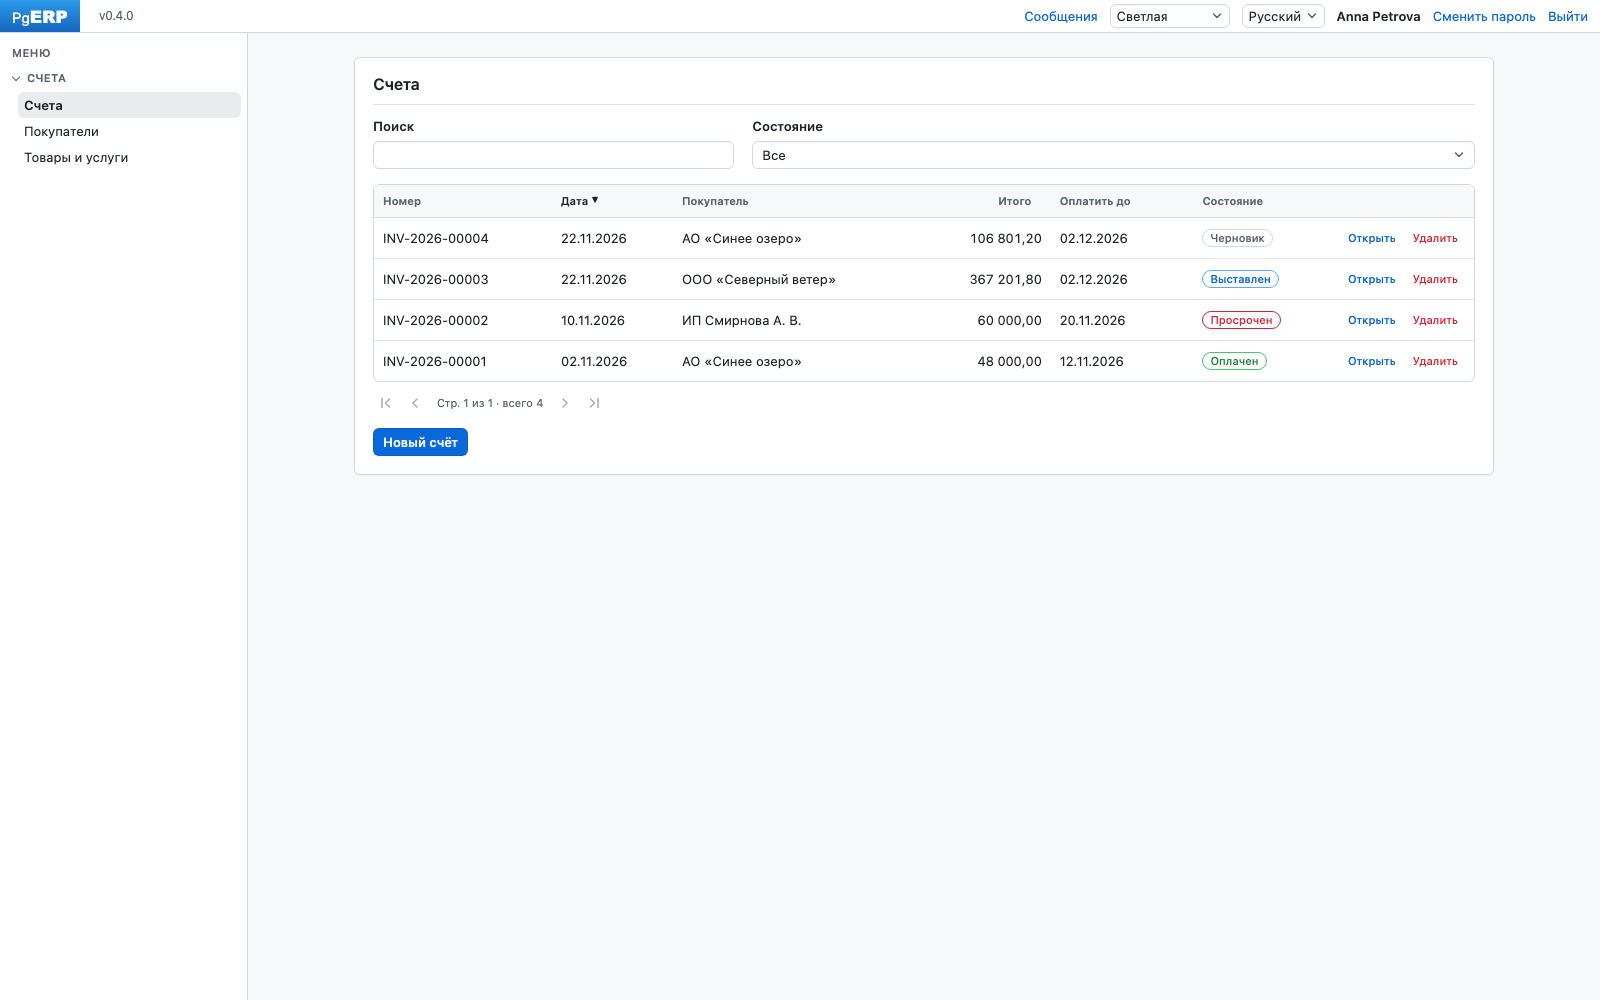 PgERP v0.4.0 Сообщения Светлая Русский Anna Petrova Сменить пароль Выйти
МЕНЮ
СЧЕТА
Счета
Покупатели
Товары и услуги
Счета
Поиск Состояние
Все
Номер Дата ▼ Покупатель Итого Оплатить до Состояние
INV-2026-00004 22.11.2026 АО «Синее озеро» 106 801,20 02.12.2026 Черновик Открыть Удалить
INV-2026-00003 22.11.2026 ООО «Северный ветер» 367 201,80 02.12.2026 Выставлен Открыть Удалить
INV-2026-00002 10.11.2026 ИП Смирнова А. В. 60 000,00 20.11.2026 Просрочен Открыть Удалить
INV-2026-00001 02.11.2026 АО «Синее озеро» 48 000,00 12.11.2026 Оплачен Открыть Удалить
Стр. 1 из 1 · всего 4
Новый счёт